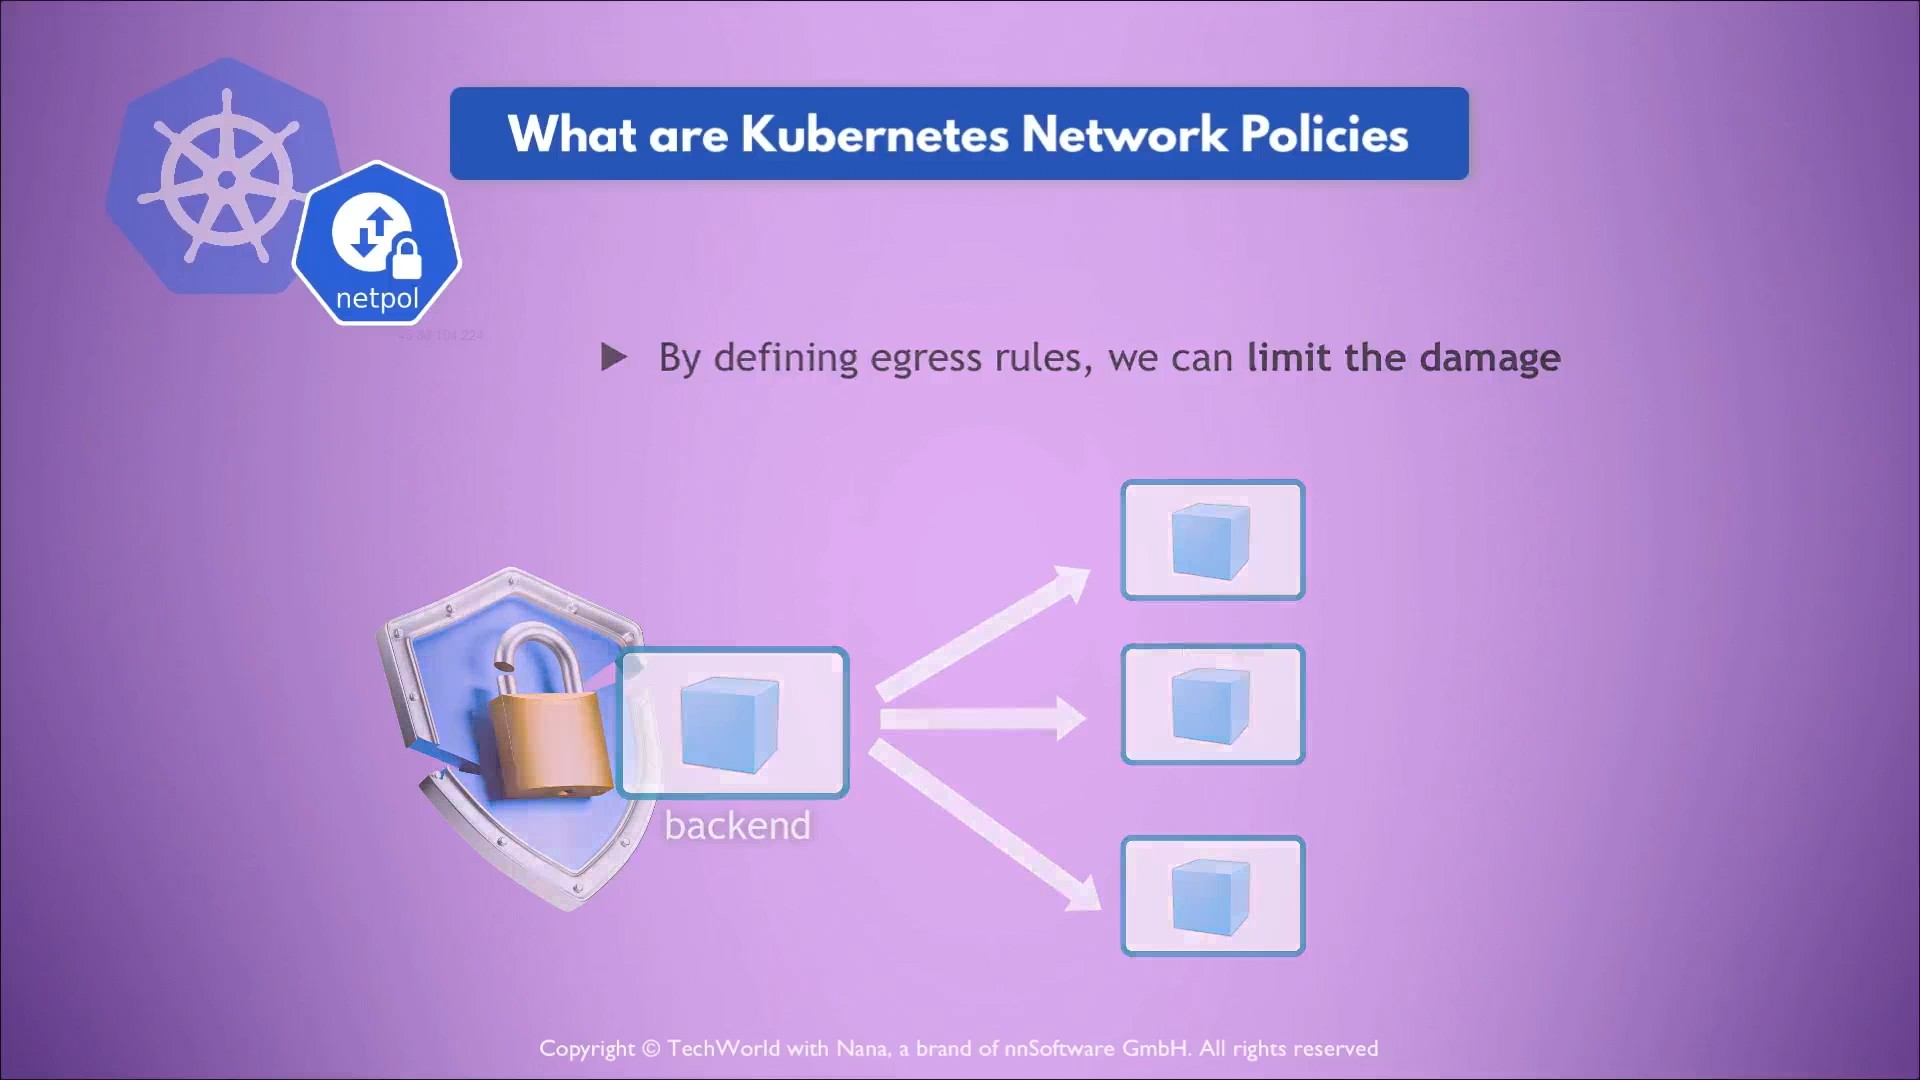 What are Kubernetes Network Policies
netpol
By defining egress rules, we can limit the damage
backend
Copyright © TechWorld with Nana, a brand of nnSoftware GmbH. All rights reserved